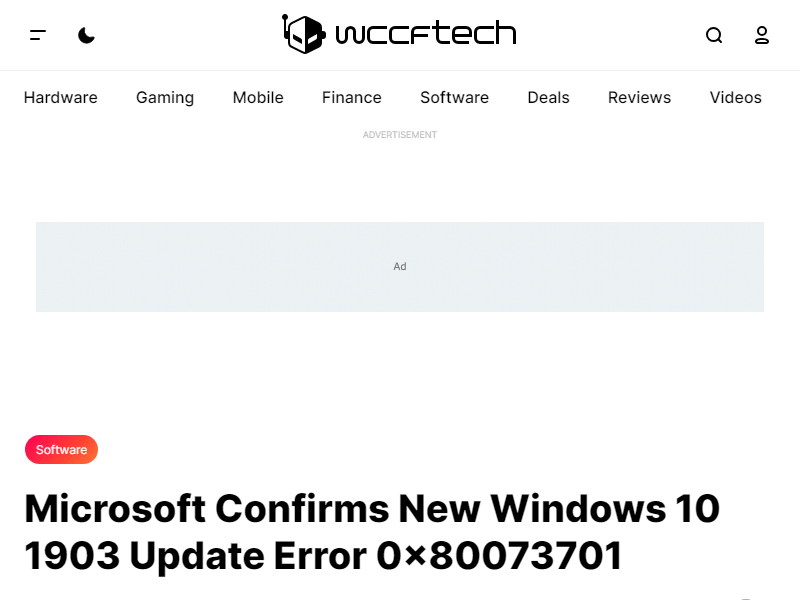 wccftech
Hardware Gaming Mobile Finance Software Deals Reviews Videos
ADVERTISEMENT
Ad
Software
Microsoft Confirms New Windows 10
1903 Update Error 0×80073701